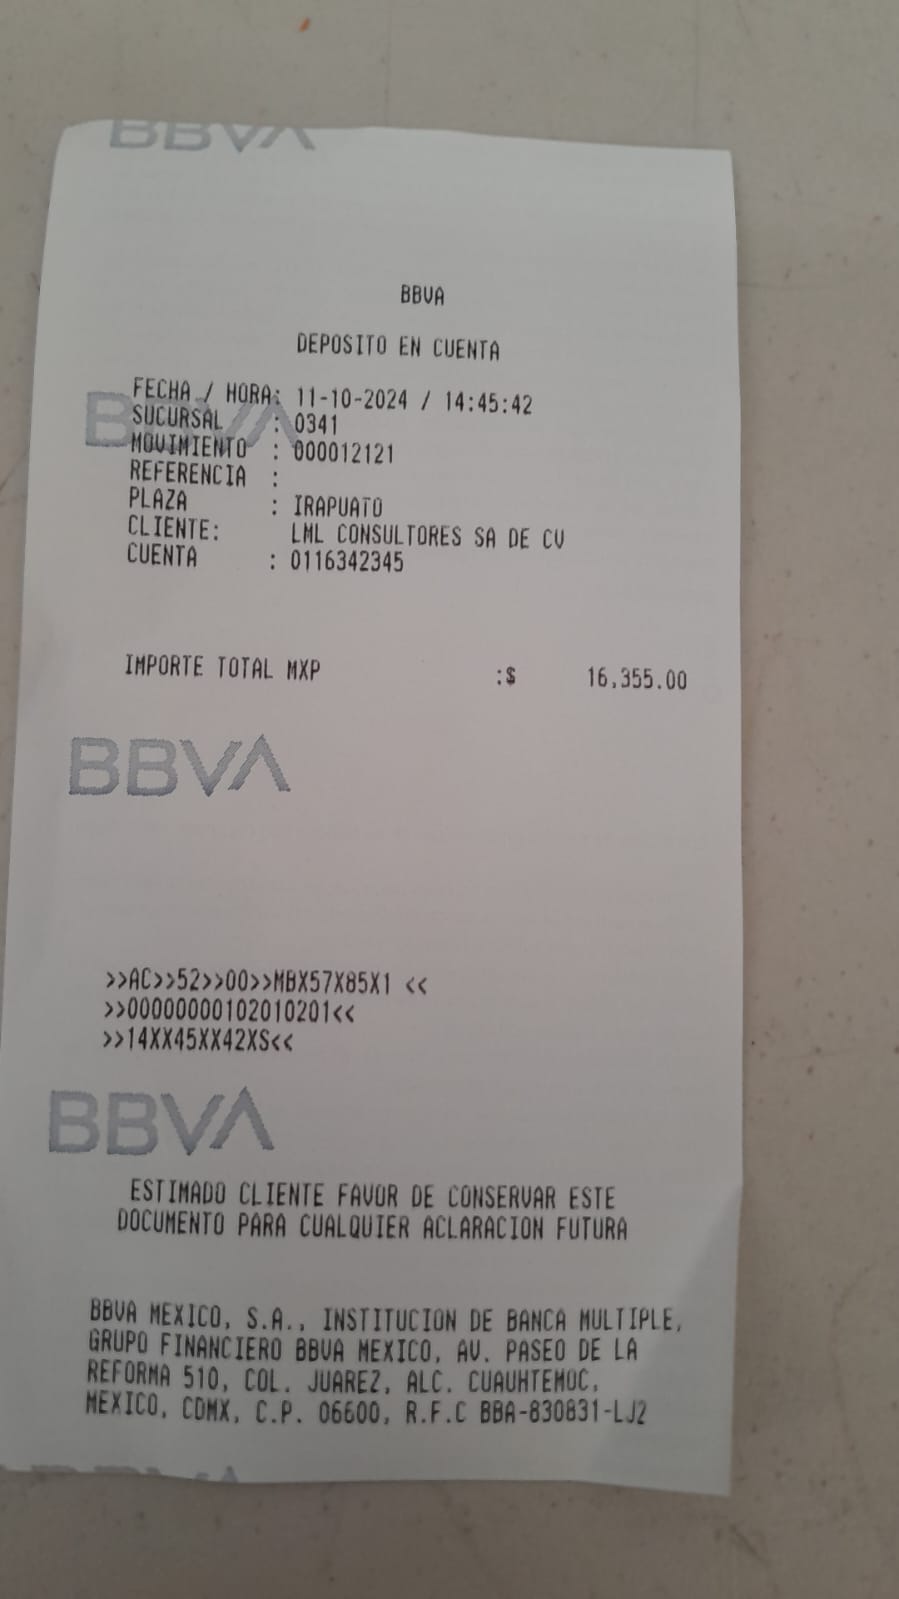 BBVA
BBVA
DEPOSITO EN CUENTA
FECHA / HORA: 11-10-2024 / 14:45:42
BBVA
SUCURSAL : 0341
MOVIMIENTO : 000012121
REFERENCIA :
PLAZA : IRAPUATO
CLIENTE: LML CONSULTORES SA DE CV
CUENTA : 0116342345
IMPORTE TOTAL MXP :$ 16,355.00
BBVA
>>AC>>52>>00>>MBX57X85X1 <<
>>00000000102010201<<
>>14XX45XX42XS<<
BBVA
ESTIMADO CLIENTE FAVOR DE CONSERVAR ESTE
DOCUMENTO PARA CUALQUIER ACLARACION FUTURA
BBVA MEXICO, S.A., INSTITUCION DE BANCA MULTIPLE,
GRUPO FINANCIERO BBVA MEXICO, AV. PASEO DE LA
REFORMA 510, COL. JUAREZ, ALC. CUAUHTEMOC,
MEXICO, CDMX, C.P. 06600, R.F.C BBA-830831-LJ2